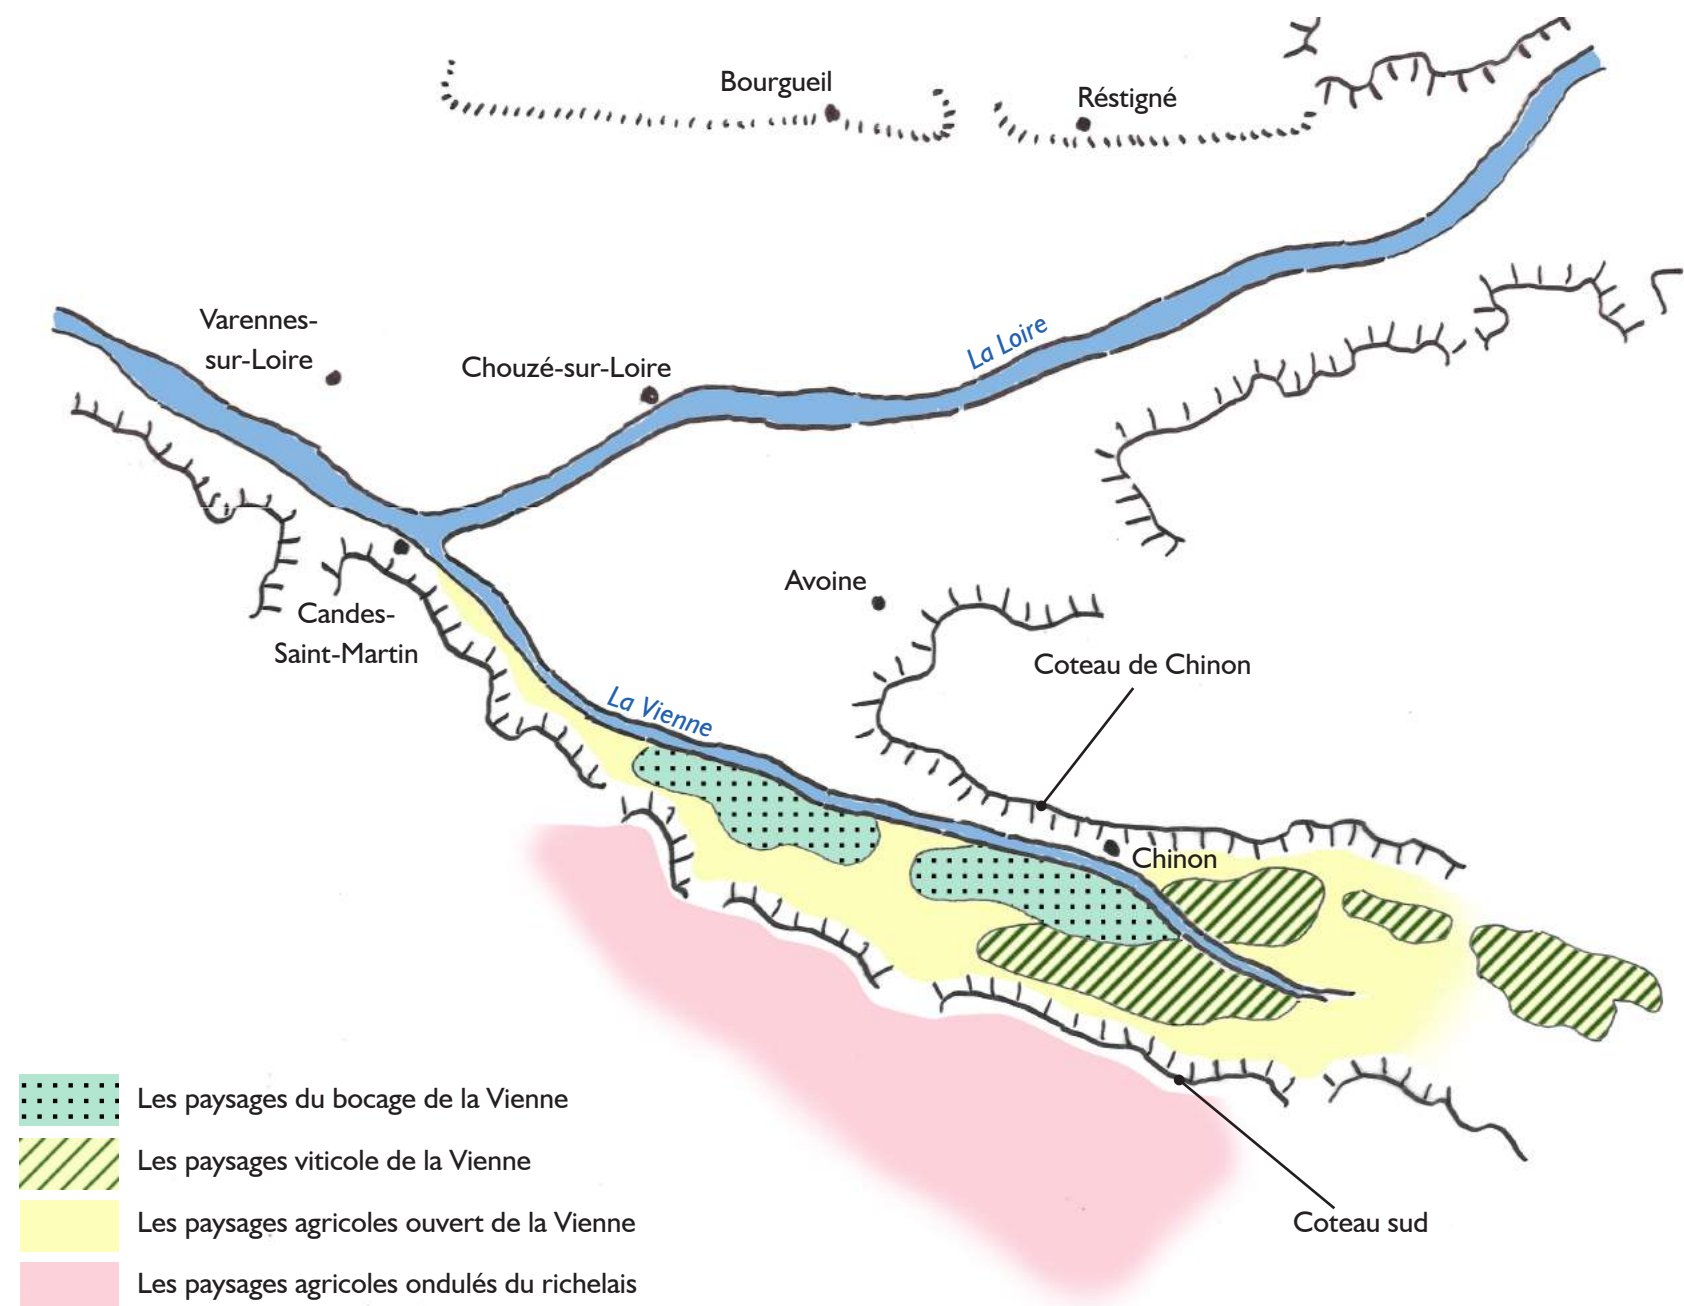 Bourgueil
Réstigné
Varennes-
sur-Loire
Chouzé-sur-Loire
La Loire
Avoine
Candes-
Saint-Martin
Coteau de Chinon
La Vienne
Chinon
Les paysages du bocage de la Vienne
Les paysages viticole de la Vienne
Les paysages agricoles ouvert de la Vienne
Coteau sud
Les paysages agricoles ondulés du richelais